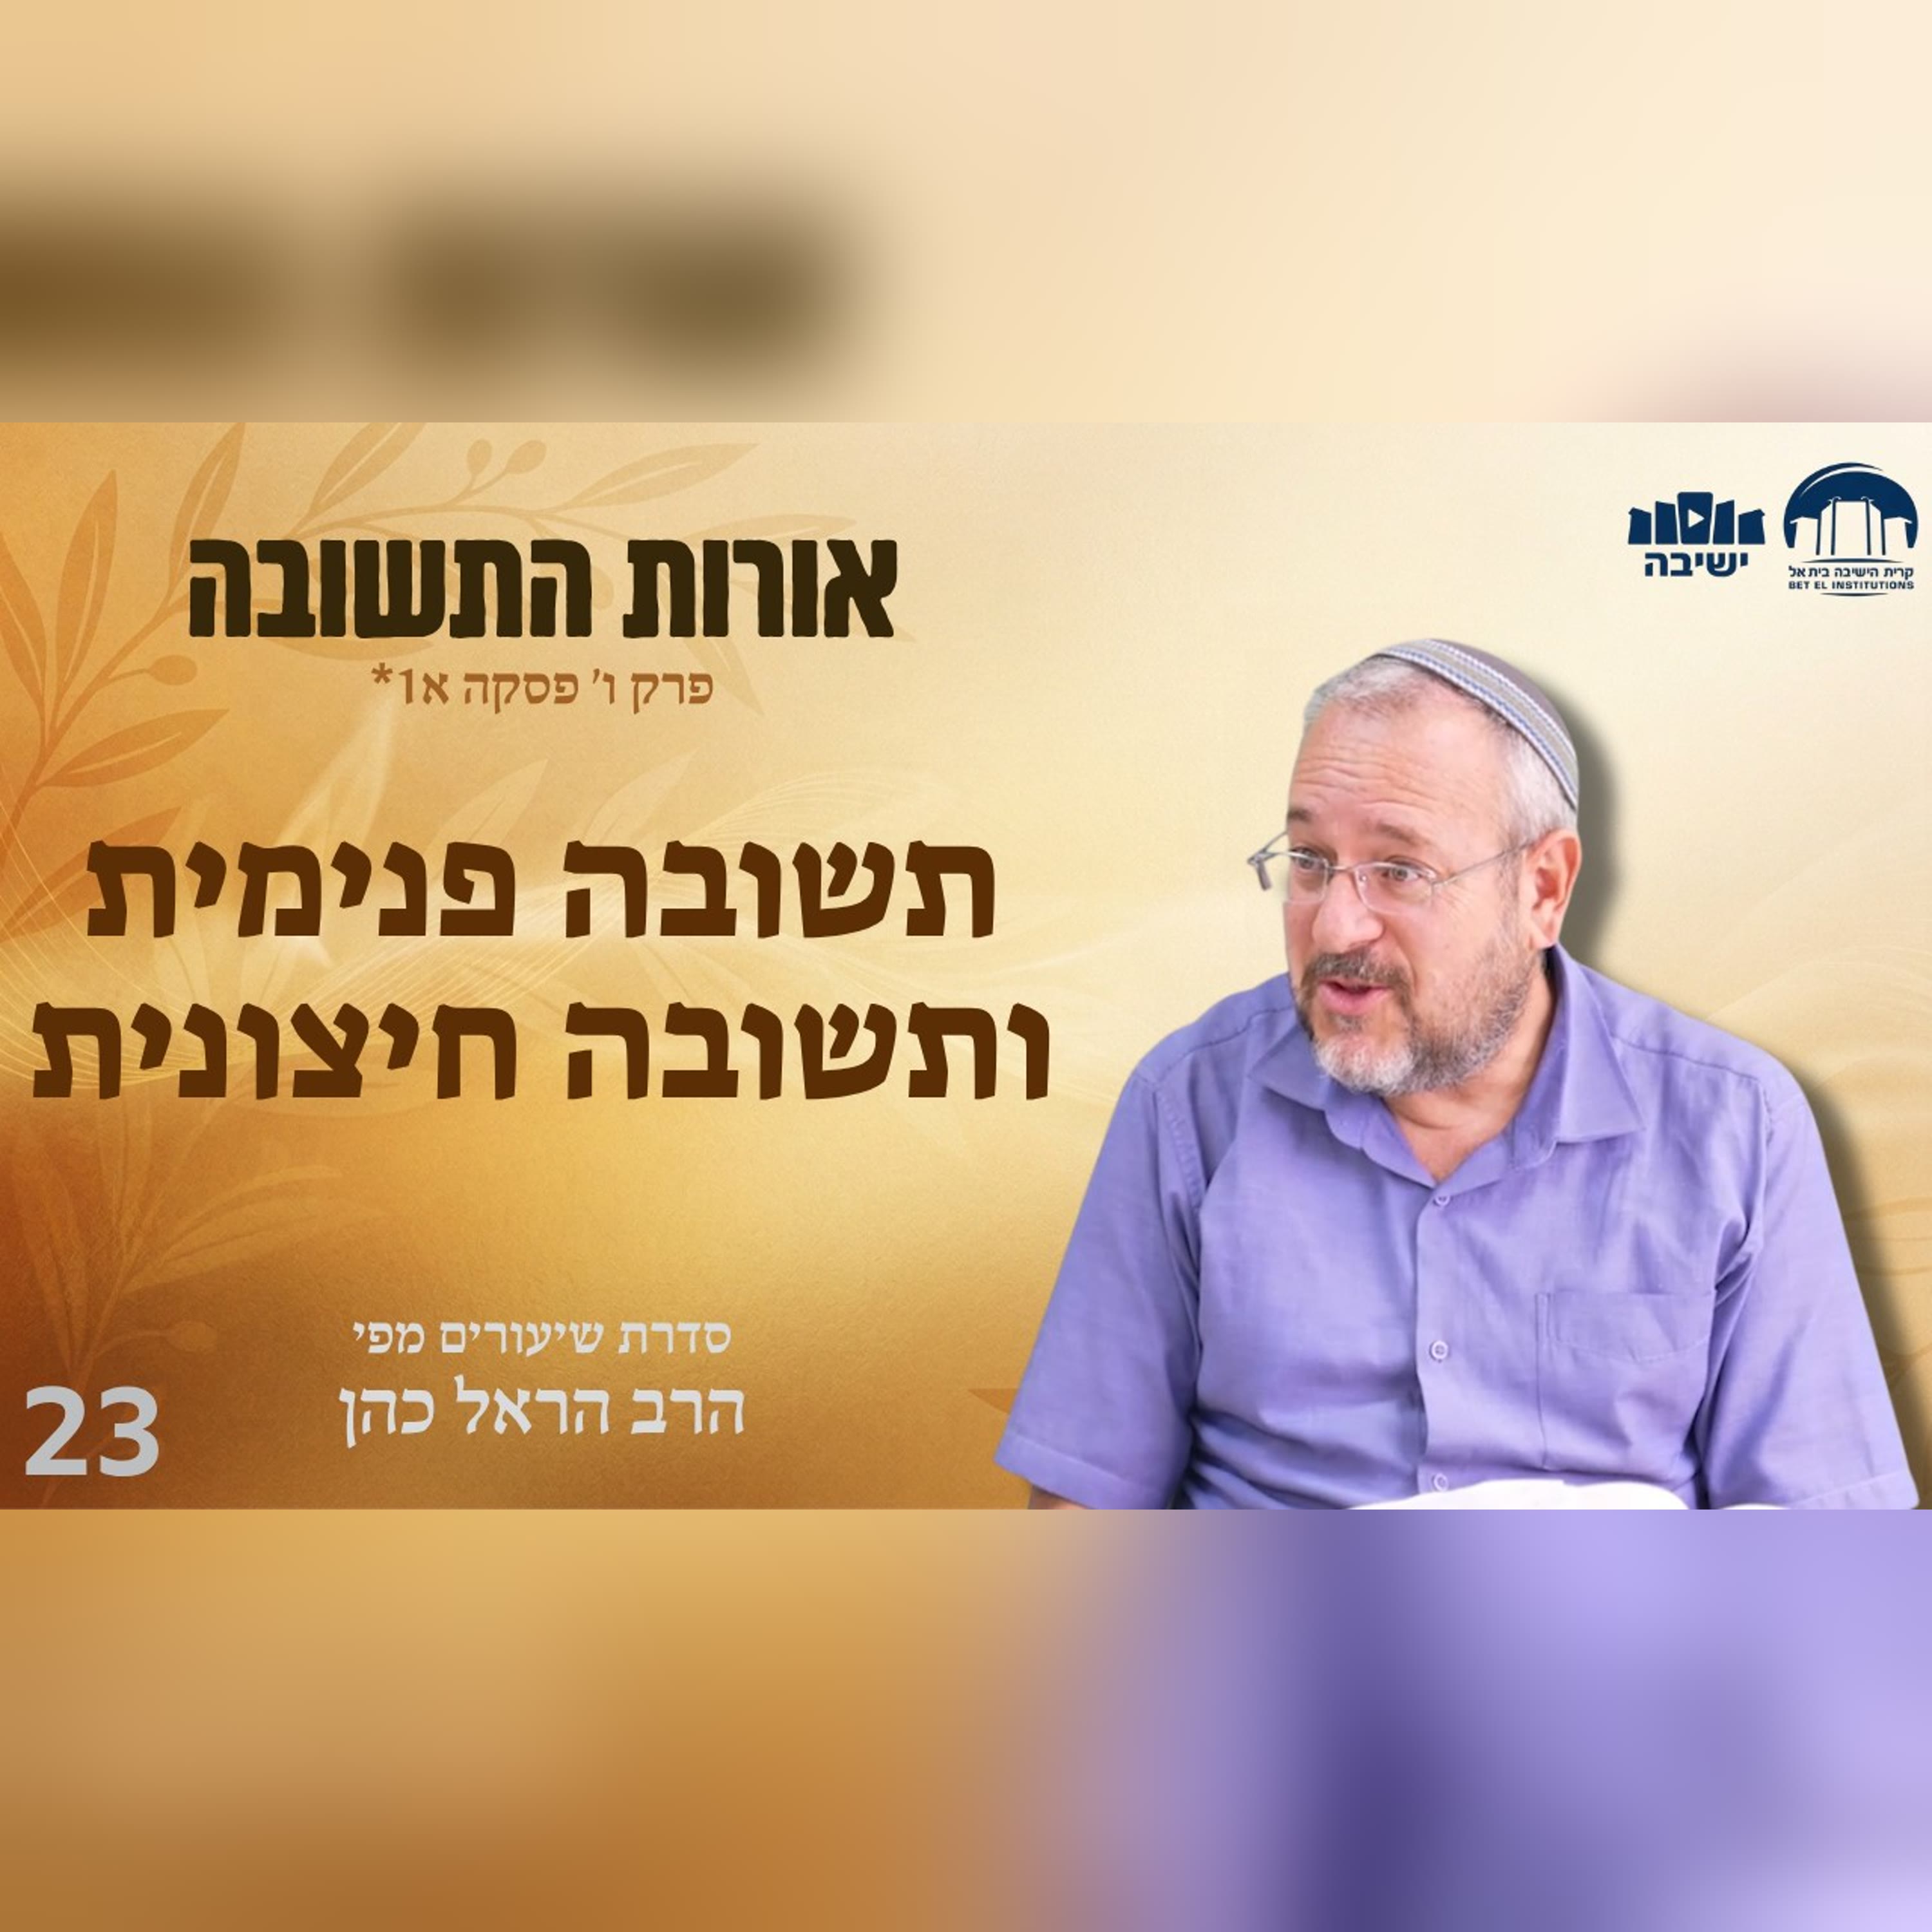 ישיבה
קרית הישיבה בית אל
BET EL INSTITUTIONS
אורות התשובה
פרק ו' פסקה א1*
תשובה פנימית
ותשובה חיצונית
סדרת שיעורים מפי
הרב הראל כהן
23